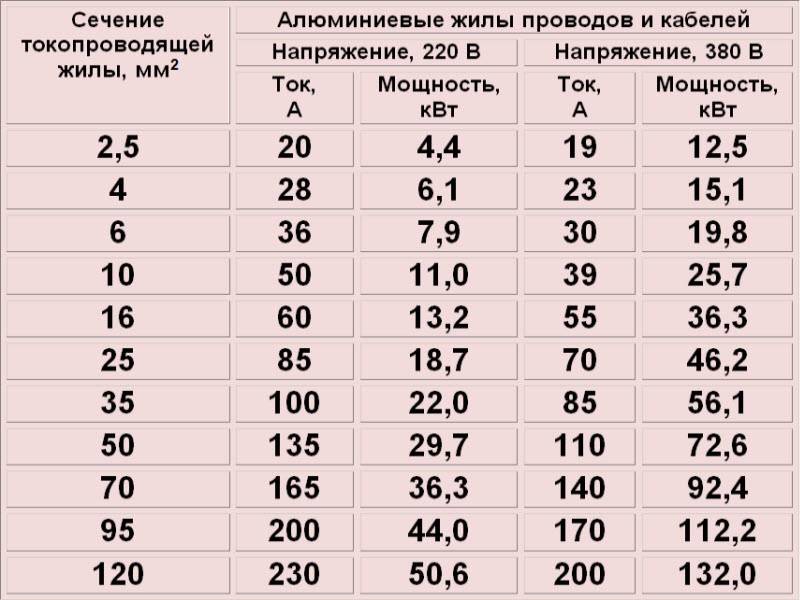 Сечение
токопроводящей
жилы, мм2
Алюминиевые жилы проводов и кабелей
Напряжение, 220 В
Напряжение, 380 В
Ток,
А
Мощность,
кВт
Ток,
А
Мощность,
кВт
2,5 20 4,4 19 12,5
4 28 6,1 23 15,1
6 36 7,9 30 19,8
10 50 11,0 39 25,7
16 60 13,2 55 36,3
25 85 18,7 70 46,2
35 100 22,0 85 56,1
50 135 29,7 110 72,6
70 165 36,3 140 92,4
95 200 44,0 170 112,2
120 230 50,6 200 132,0